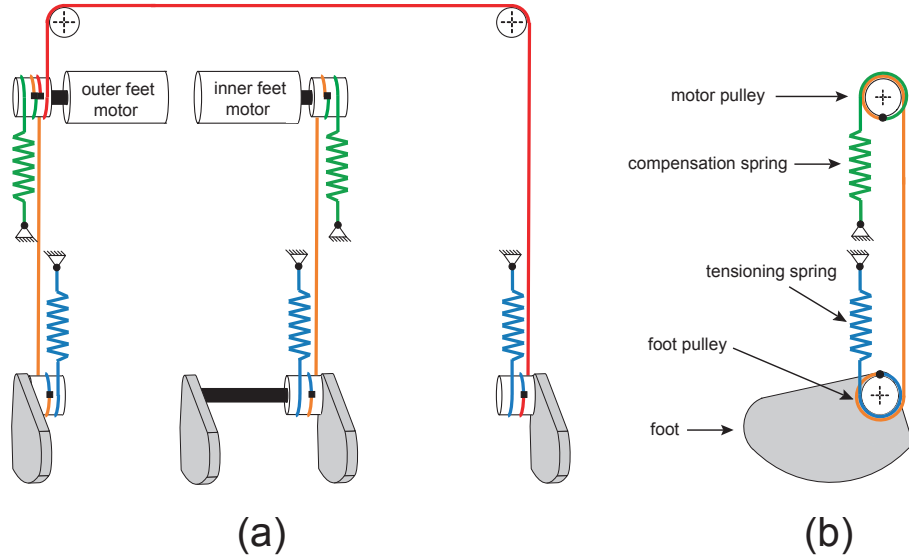 outer feet
motor
inner feet
motor
motor pulley
compensation spring
tensioning spring
foot pulley
foot
(a)
(b)